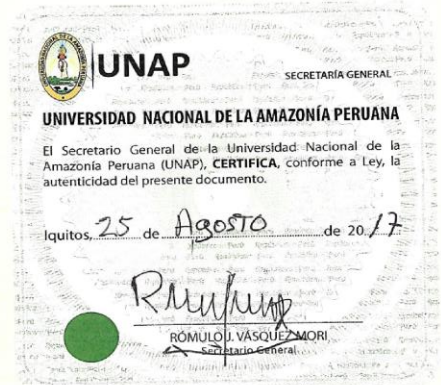 UNAP
SECRETARÍA GENERAL
UNIVERSIDAD NACIONAL DE LA AMAZONÍA PERUANA
El Secretario General de la Universidad Nacional de la
Amazonía Peruana (UNAP), CERTIFICA, conforme a Ley, la
autenticidad del presente documento.
Iquitos, 25 de Agosto de 2017
RÓMULO J. VÁSQUEZ MORI
Secretario General